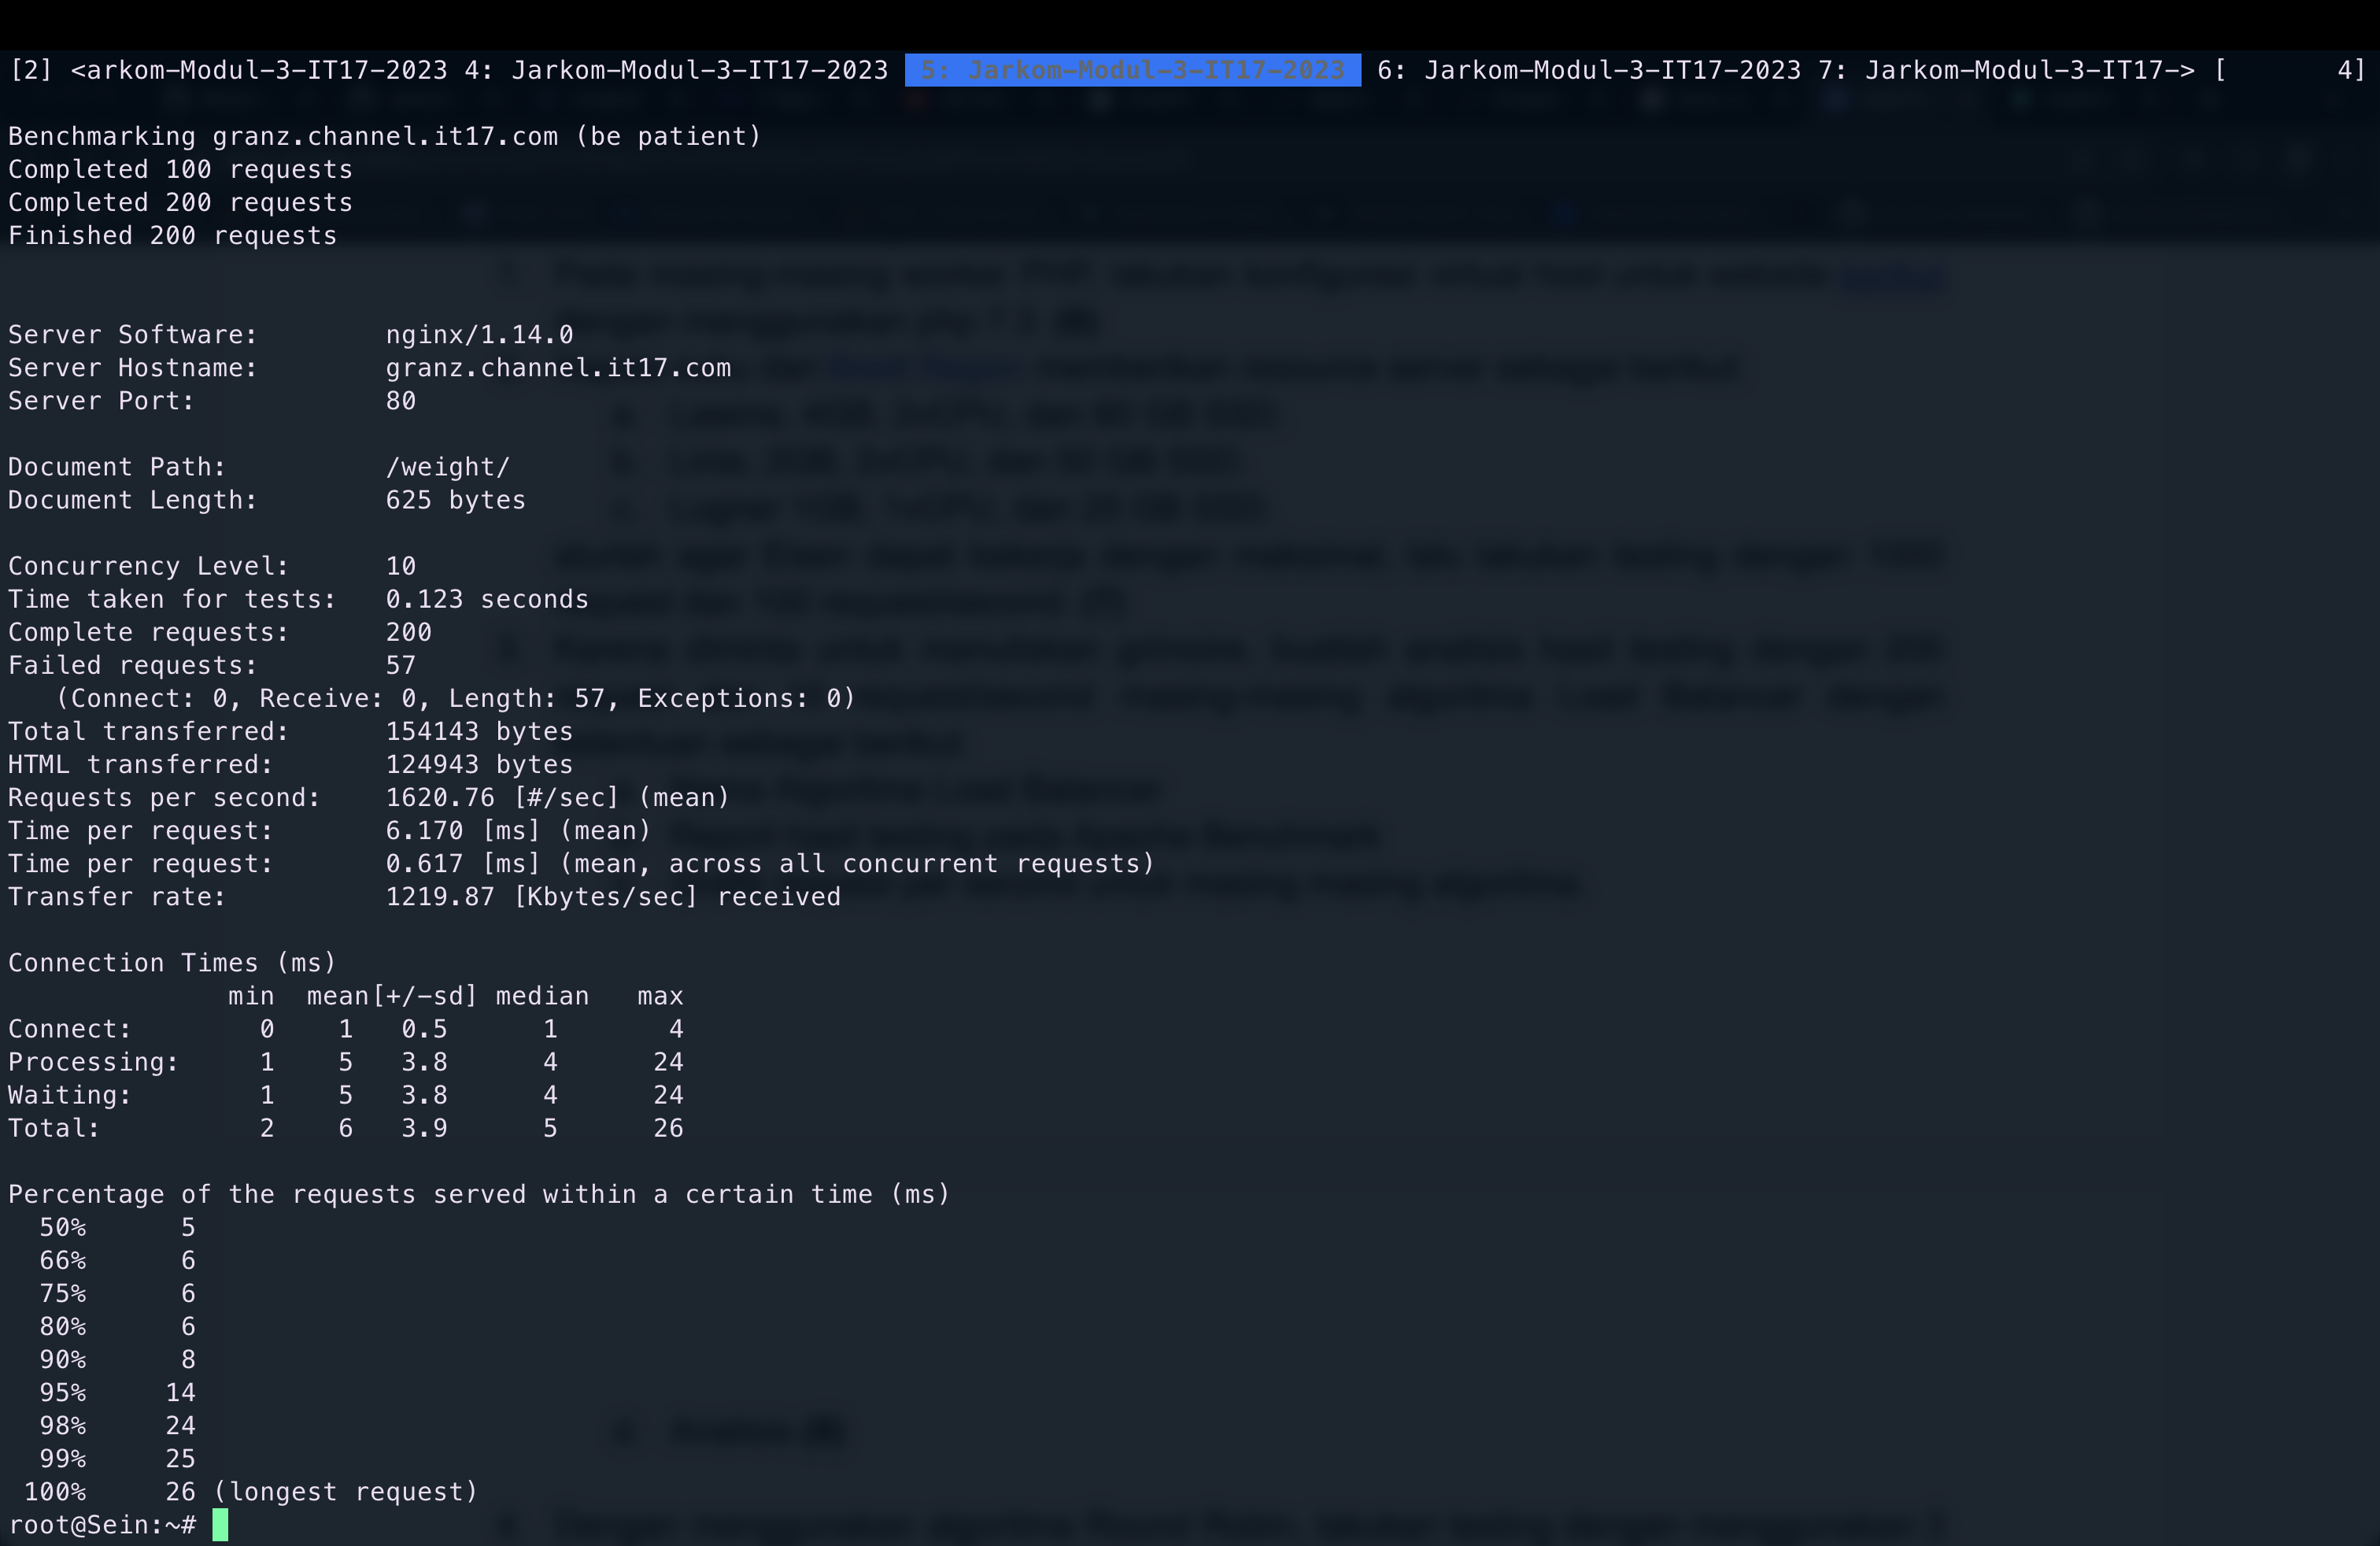 [2] <arkom-Modul-3-IT17-2023 4: Jarkom-Modul-3-IT17-2023  5: Jarkom-Modul-3-IT17-2023  6: Jarkom-Modul-3-IT17-2023 7: Jarkom-Modul-3-IT17-> [       4]
Benchmarking granz.channel.it17.com (be patient)
Completed 100 requests
Completed 200 requests
Finished 200 requests
Server Software:        nginx/1.14.0
Server Hostname:        granz.channel.it17.com
Server Port:            80
Document Path:          /weight/
Document Length:        625 bytes
Concurrency Level:      10
Time taken for tests:   0.123 seconds
Complete requests:      200
Failed requests:        57
   (Connect: 0, Receive: 0, Length: 57, Exceptions: 0)
Total transferred:      154143 bytes
HTML transferred:       124943 bytes
Requests per second:    1620.76 [#/sec] (mean)
Time per request:       6.170 [ms] (mean)
Time per request:       0.617 [ms] (mean, across all concurrent requests)
Transfer rate:          1219.87 [Kbytes/sec] received
Connection Times (ms)
              min  mean[+/-sd] median   max
Connect:        0    1   0.5      1       4
Processing:     1    5   3.8      4      24
Waiting:        1    5   3.8      4      24
Total:          2    6   3.9      5      26
Percentage of the requests served within a certain time (ms)
  50%      5
  66%      6
  75%      6
  80%      6
  90%      8
  95%     14
  98%     24
  99%     25
 100%     26 (longest request)
root@Sein:~#